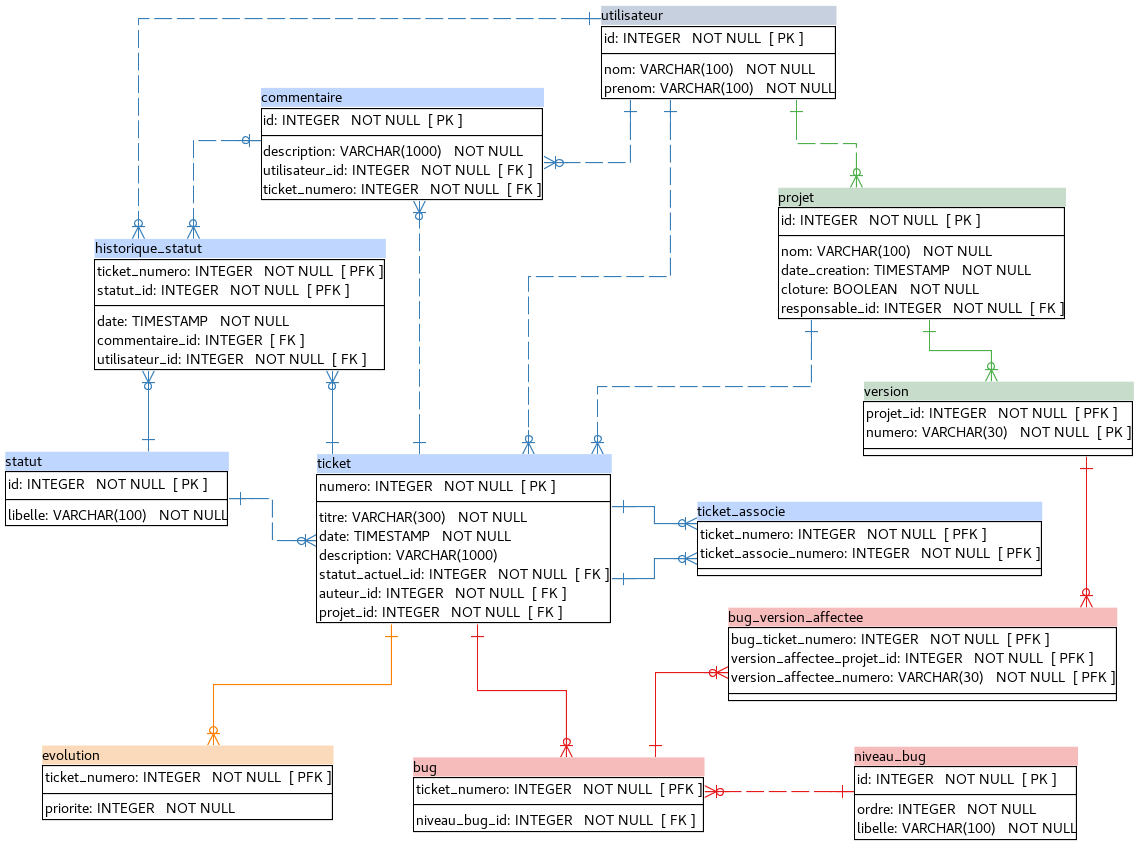 utilisateur
id: INTEGER NOT NULL [ PK ]
nom: VARCHAR(100) NOT NULL
prenom: VARCHAR(100) NOT NULL
commentaire
id: INTEGER NOT NULL [ PK ]
description: VARCHAR(1000) NOT NULL
utilisateur_id: INTEGER NOT NULL [ FK ]
ticket_numero: INTEGER NOT NULL [ FK ]
projet
id: INTEGER NOT NULL [ PK ]
nom: VARCHAR(100) NOT NULL
date_creation: TIMESTAMP NOT NULL
cloture: BOOLEAN NOT NULL
responsable_id: INTEGER NOT NULL [ FK ]
historique_statut
ticket_numero: INTEGER NOT NULL [ PFK ]
statut_id: INTEGER NOT NULL [ PFK ]
date: TIMESTAMP NOT NULL
commentaire_id: INTEGER [ FK ]
utilisateur_id: INTEGER NOT NULL [ FK ]
version
projet_id: INTEGER NOT NULL [ PFK ]
numero: VARCHAR(30) NOT NULL [ PK ]
statut
id: INTEGER NOT NULL [ PK ]
libelle: VARCHAR(100) NOT NULL
ticket
numero: INTEGER NOT NULL [ PK ]
titre: VARCHAR(300) NOT NULL
date: TIMESTAMP NOT NULL
description: VARCHAR(1000)
statut_actuel_id: INTEGER NOT NULL [ FK ]
auteur_id: INTEGER NOT NULL [ FK ]
projet_id: INTEGER NOT NULL [ FK ]
ticket_associe
ticket_numero: INTEGER NOT NULL [ PFK ]
ticket_associe_numero: INTEGER NOT NULL [ PFK ]
bug_version_affectee
bug_ticket_numero: INTEGER NOT NULL [ PFK ]
version_affectee_projet_id: INTEGER NOT NULL [ PFK ]
version_affectee_numero: VARCHAR(30) NOT NULL [ PFK ]
evolution
ticket_numero: INTEGER NOT NULL [ PFK ]
priorite: INTEGER NOT NULL
bug
ticket_numero: INTEGER NOT NULL [ PFK ]
niveau_bug_id: INTEGER NOT NULL [ FK ]
niveau_bug
id: INTEGER NOT NULL [ PK ]
ordre: INTEGER NOT NULL
libelle: VARCHAR(100) NOT NULL